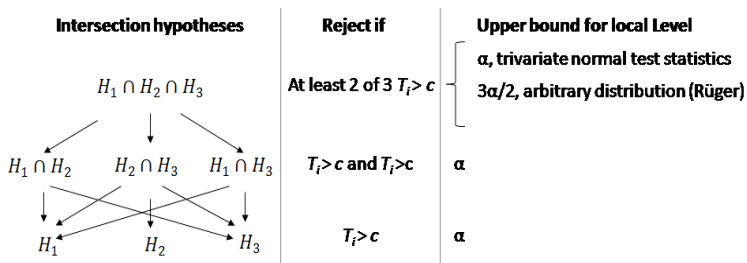 Intersection hypotheses Reject if Upper bound for local Level
α, trivariate normal test statistics
H₁ ∩ H₂ ∩ H₃ At least 2 of 3 Tᵢ> c 3α/2, arbitrary distribution (Rüger)
H₁ ∩ H₂ H₂ ∩ H₃ H₁ ∩ H₃ Tᵢ> c and Tᵢ>c α
H₁ H₂ H₃ Tᵢ> c α